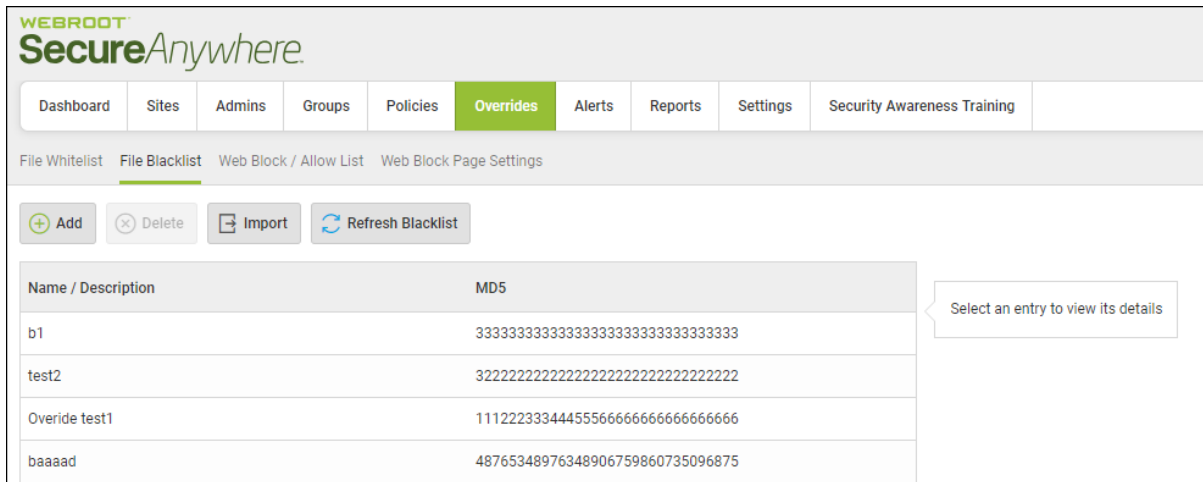 WEBROOT
SecureAnywhere.
Dashboard Sites Admins Groups Policies Overrides Alerts Reports Settings Security Awareness Training
File Whitelist File Blacklist Web Block / Allow List Web Block Page Settings
Add Delete Import Refresh Blacklist
Name / Description MD5
Select an entry to view its details
b1 33333333333333333333333333333333
test2 32222222222222222222222222222222
Overide test1 11122233344455566666666666666666
baaaad 48765348976348906759860735096875